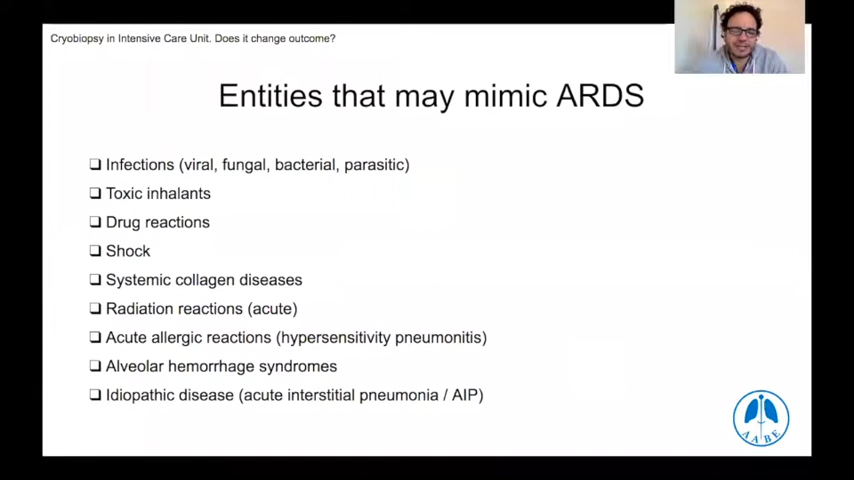 Cryobiopsy in Intensive Care Unit. Does it change outcome?
Entities that may mimic ARDS
❑ Infections (viral, fungal, bacterial, parasitic)
❑ Toxic inhalants
❑ Drug reactions
❑ Shock
❑ Systemic collagen diseases
❑ Radiation reactions (acute)
❑ Acute allergic reactions (hypersensitivity pneumonitis)
❑ Alveolar hemorrhage syndromes
❑ Idiopathic disease (acute interstitial pneumonia / AIP)
AABE